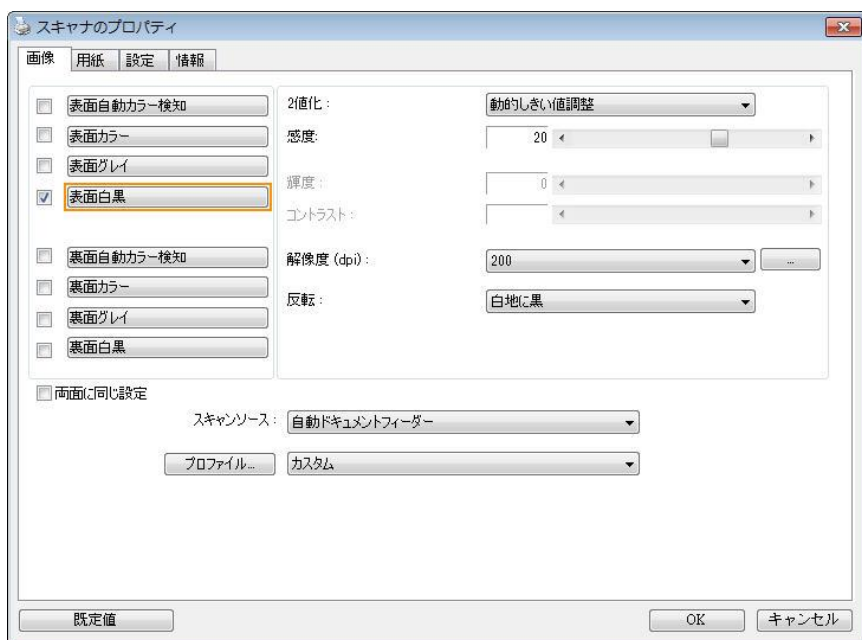 スキャナのプロパティ
画像 用紙 設定 情報
表面自動カラー検知
表面カラー
表面グレイ
表面白黒
裏面自動カラー検知
裏面カラー
裏面グレイ
裏面白黒
2値化: 動的しきい値調整
感度: 20
輝度: 0
コントラスト:
解像度 (dpi): 200 ...
反転: 白地に黒
両面に同じ設定
スキャンソース: 自動ドキュメントフィーダー
プロファイル... カスタム
既定値 OK キャンセル